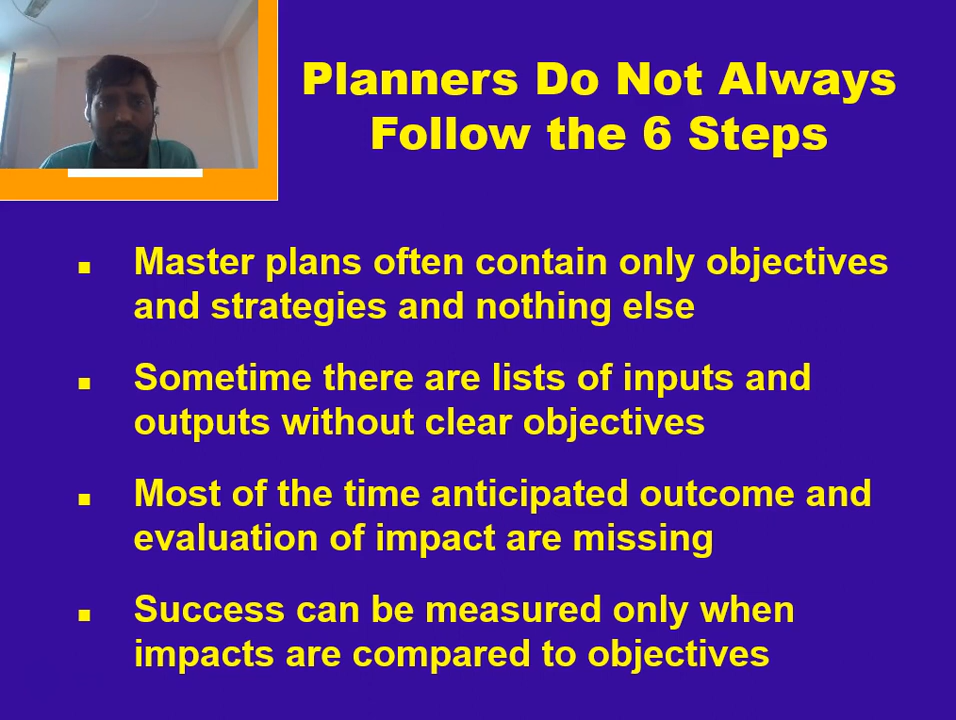 Planners Do Not Always
Follow the 6 Steps
Master plans often contain only objectives
and strategies and nothing else
Sometime there are lists of inputs and
outputs without clear objectives
Most of the time anticipated outcome and
evaluation of impact are missing
Success can be measured only when
impacts are compared to objectives